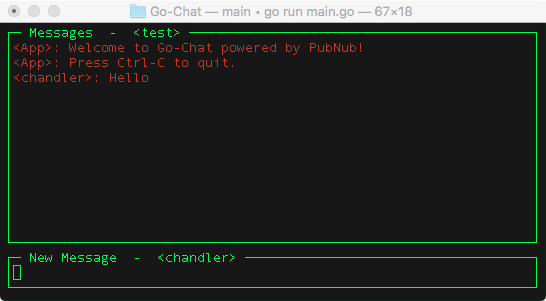 Go-Chat — main ◂ go run main.go — 67×18
Messages  -  <test>
<App>: Welcome to Go-Chat powered by PubNub!
<App>: Press Ctrl-C to quit.
<chandler>: Hello
New Message  -  <chandler>